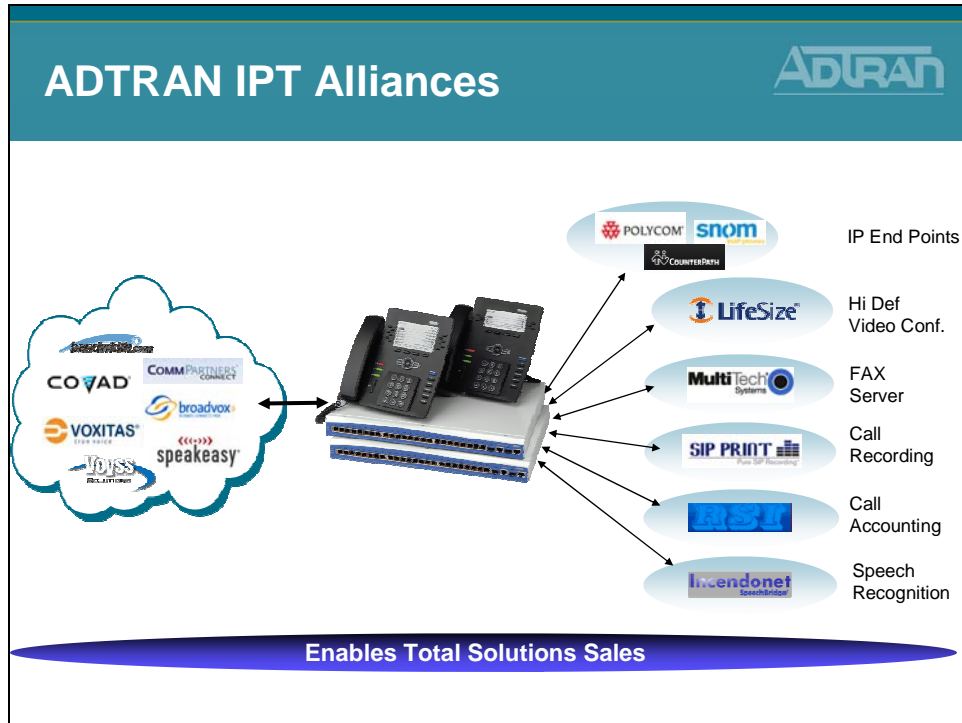 ADTRAN IPT Alliances
ADTRAN
POLYCOM
snom
COUNTERPATH
IP End Points
LifeSize
Hi Def
Video Conf.
COVAD
COMMPARTNERS
CONNECT
MultiTech
Systems
FAX
Server
broadvox
VOXITAS
speakeasy
SIP PRINT
Pure SIP Recording
Call
Recording
Voyss
SOLUTIONS
RSI
Call
Accounting
Incendonet
SpeechBridge
Speech
Recognition
Enables Total Solutions Sales